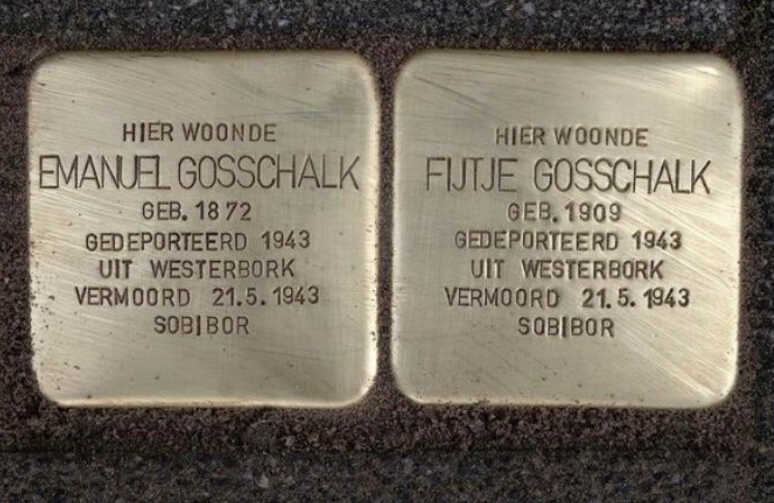 HIER WOONDE
EMANUEL GOSSCHALK
GEB. 1872
GEDEPORTEERD 1943
UIT WESTERBORK
VERMOORD 21.5.1943
SOBIBOR
HIER WOONDE
FIJTJE GOSSCHALK
GEB. 1909
GEDEPORTEERD 1943
UIT WESTERBORK
VERMOORD 21.5.1943
SOBIBOR